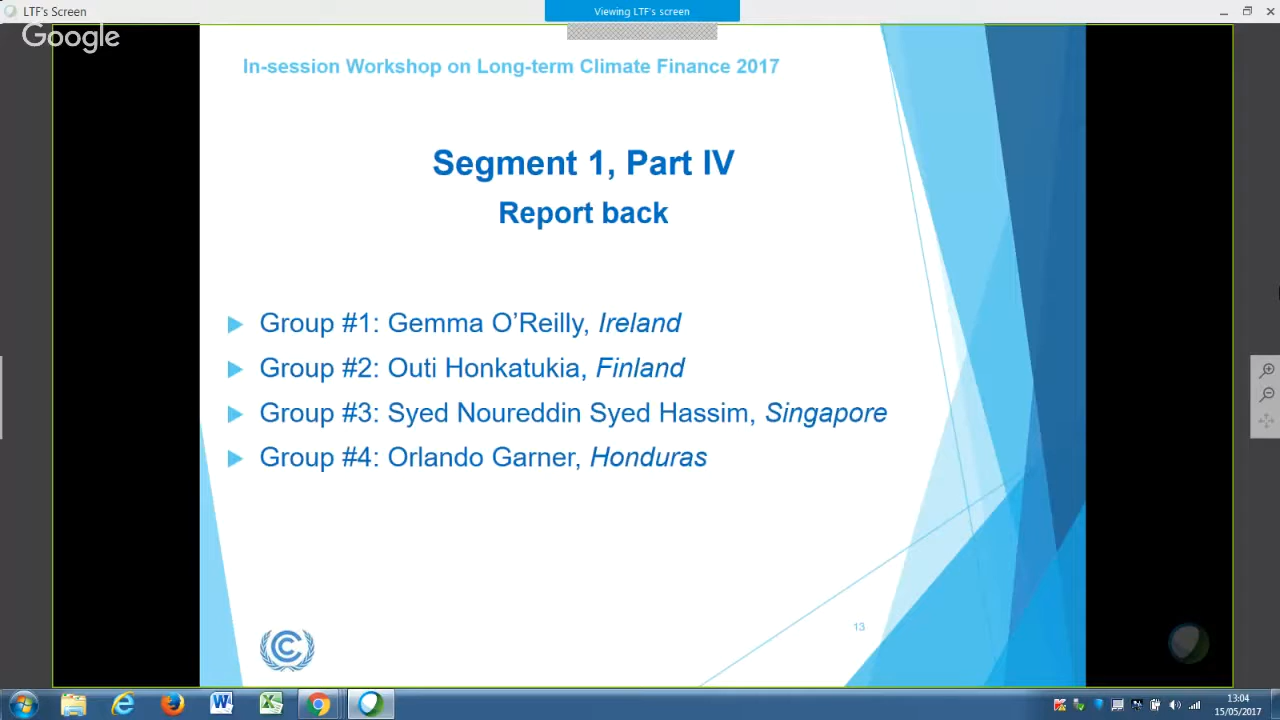 LTF's Screen
Viewing LTF's screen
Google
In-session Workshop on Long-term Climate Finance 2017
Segment 1, Part IV
Report back
Group #1: Gemma O’Reilly, Ireland
Group #2: Outi Honkatukia, Finland
Group #3: Syed Noureddin Syed Hassim, Singapore
Group #4: Orlando Garner, Honduras
13
13:04
15/05/2017